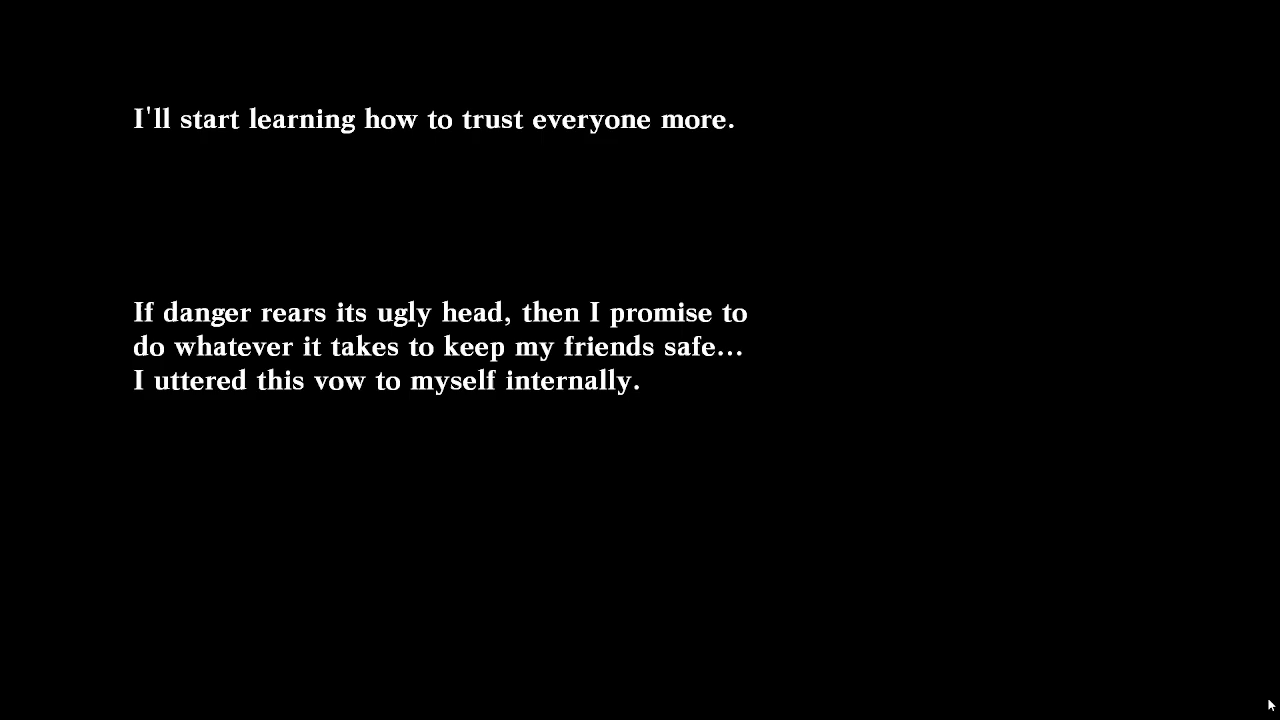 I'll start learning how to trust everyone more.
If danger rears its ugly head, then I promise to
do whatever it takes to keep my friends safe...
I uttered this vow to myself internally.